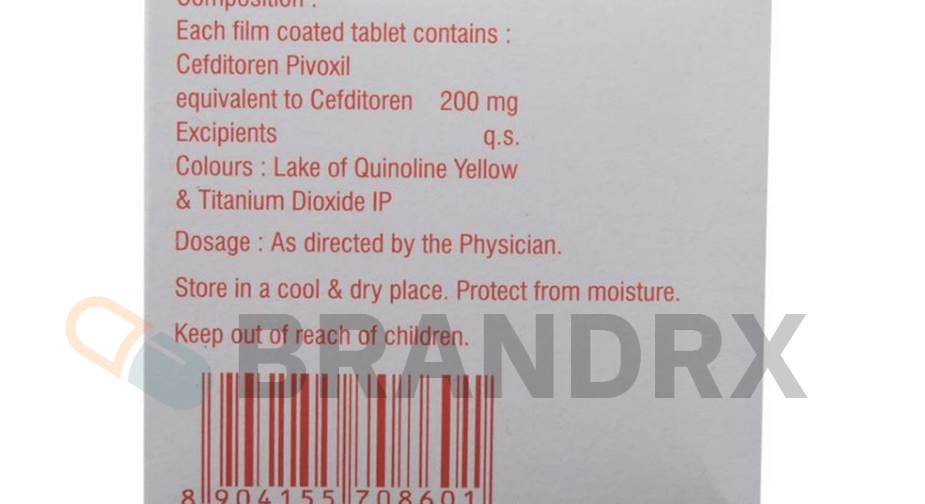 Composition :
Each film coated tablet contains :
Cefditoren Pivoxil
equivalent to Cefditoren 200 mg
Excipients q.s.
Colours : Lake of Quinoline Yellow
& Titanium Dioxide IP
Dosage : As directed by the Physician.
Store in a cool & dry place. Protect from moisture.
Keep out of reach of children.
BRANDRX
8 904155 708601